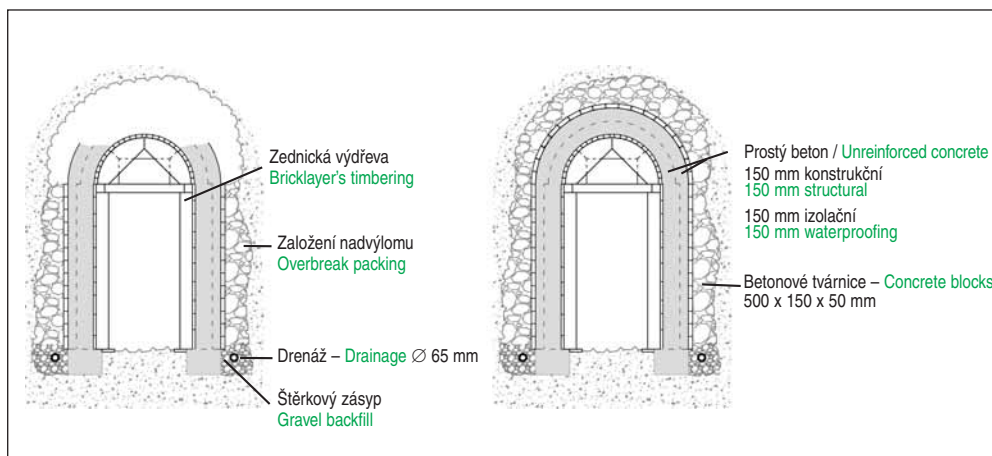 Zednická výdřeva
Bricklayer's timbering
Založení nadvýlomu
Overbreak packing
Drenáž – Drainage ∅ 65 mm
Štěrkový zásyp
Gravel backfill
Prostý beton / Unreinforced concrete
150 mm konstrukční
150 mm structural
150 mm izolační
150 mm waterproofing
Betonové tvárnice – Concrete blocks
500 x 150 x 50 mm